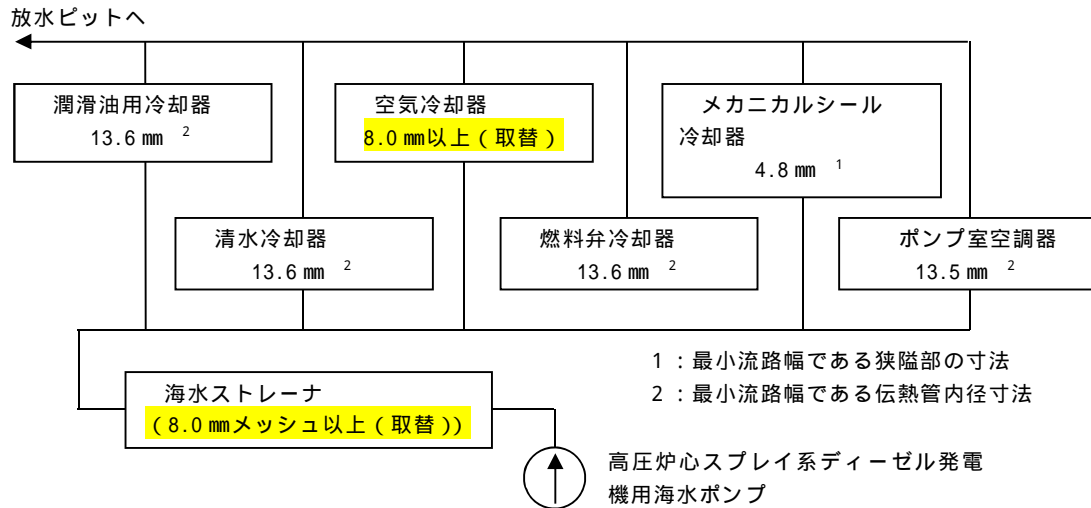 放水ピットへ
潤滑油用冷却器
13.6㎜ 2
空気冷却器
8.0㎜以上(取替)
メカニカルシール
冷却器
4.8㎜ 1
清水冷却器
13.6㎜ 2
燃料弁冷却器
13.6㎜ 2
ポンプ室空調器
13.5㎜ 2
海水ストレーナ
(8.0㎜メッシュ以上(取替))
1:最小流路幅である狭隘部の寸法
2:最小流路幅である伝熱管内径寸法
高圧炉心スプレイ系ディーゼル発電
機用海水ポンプ